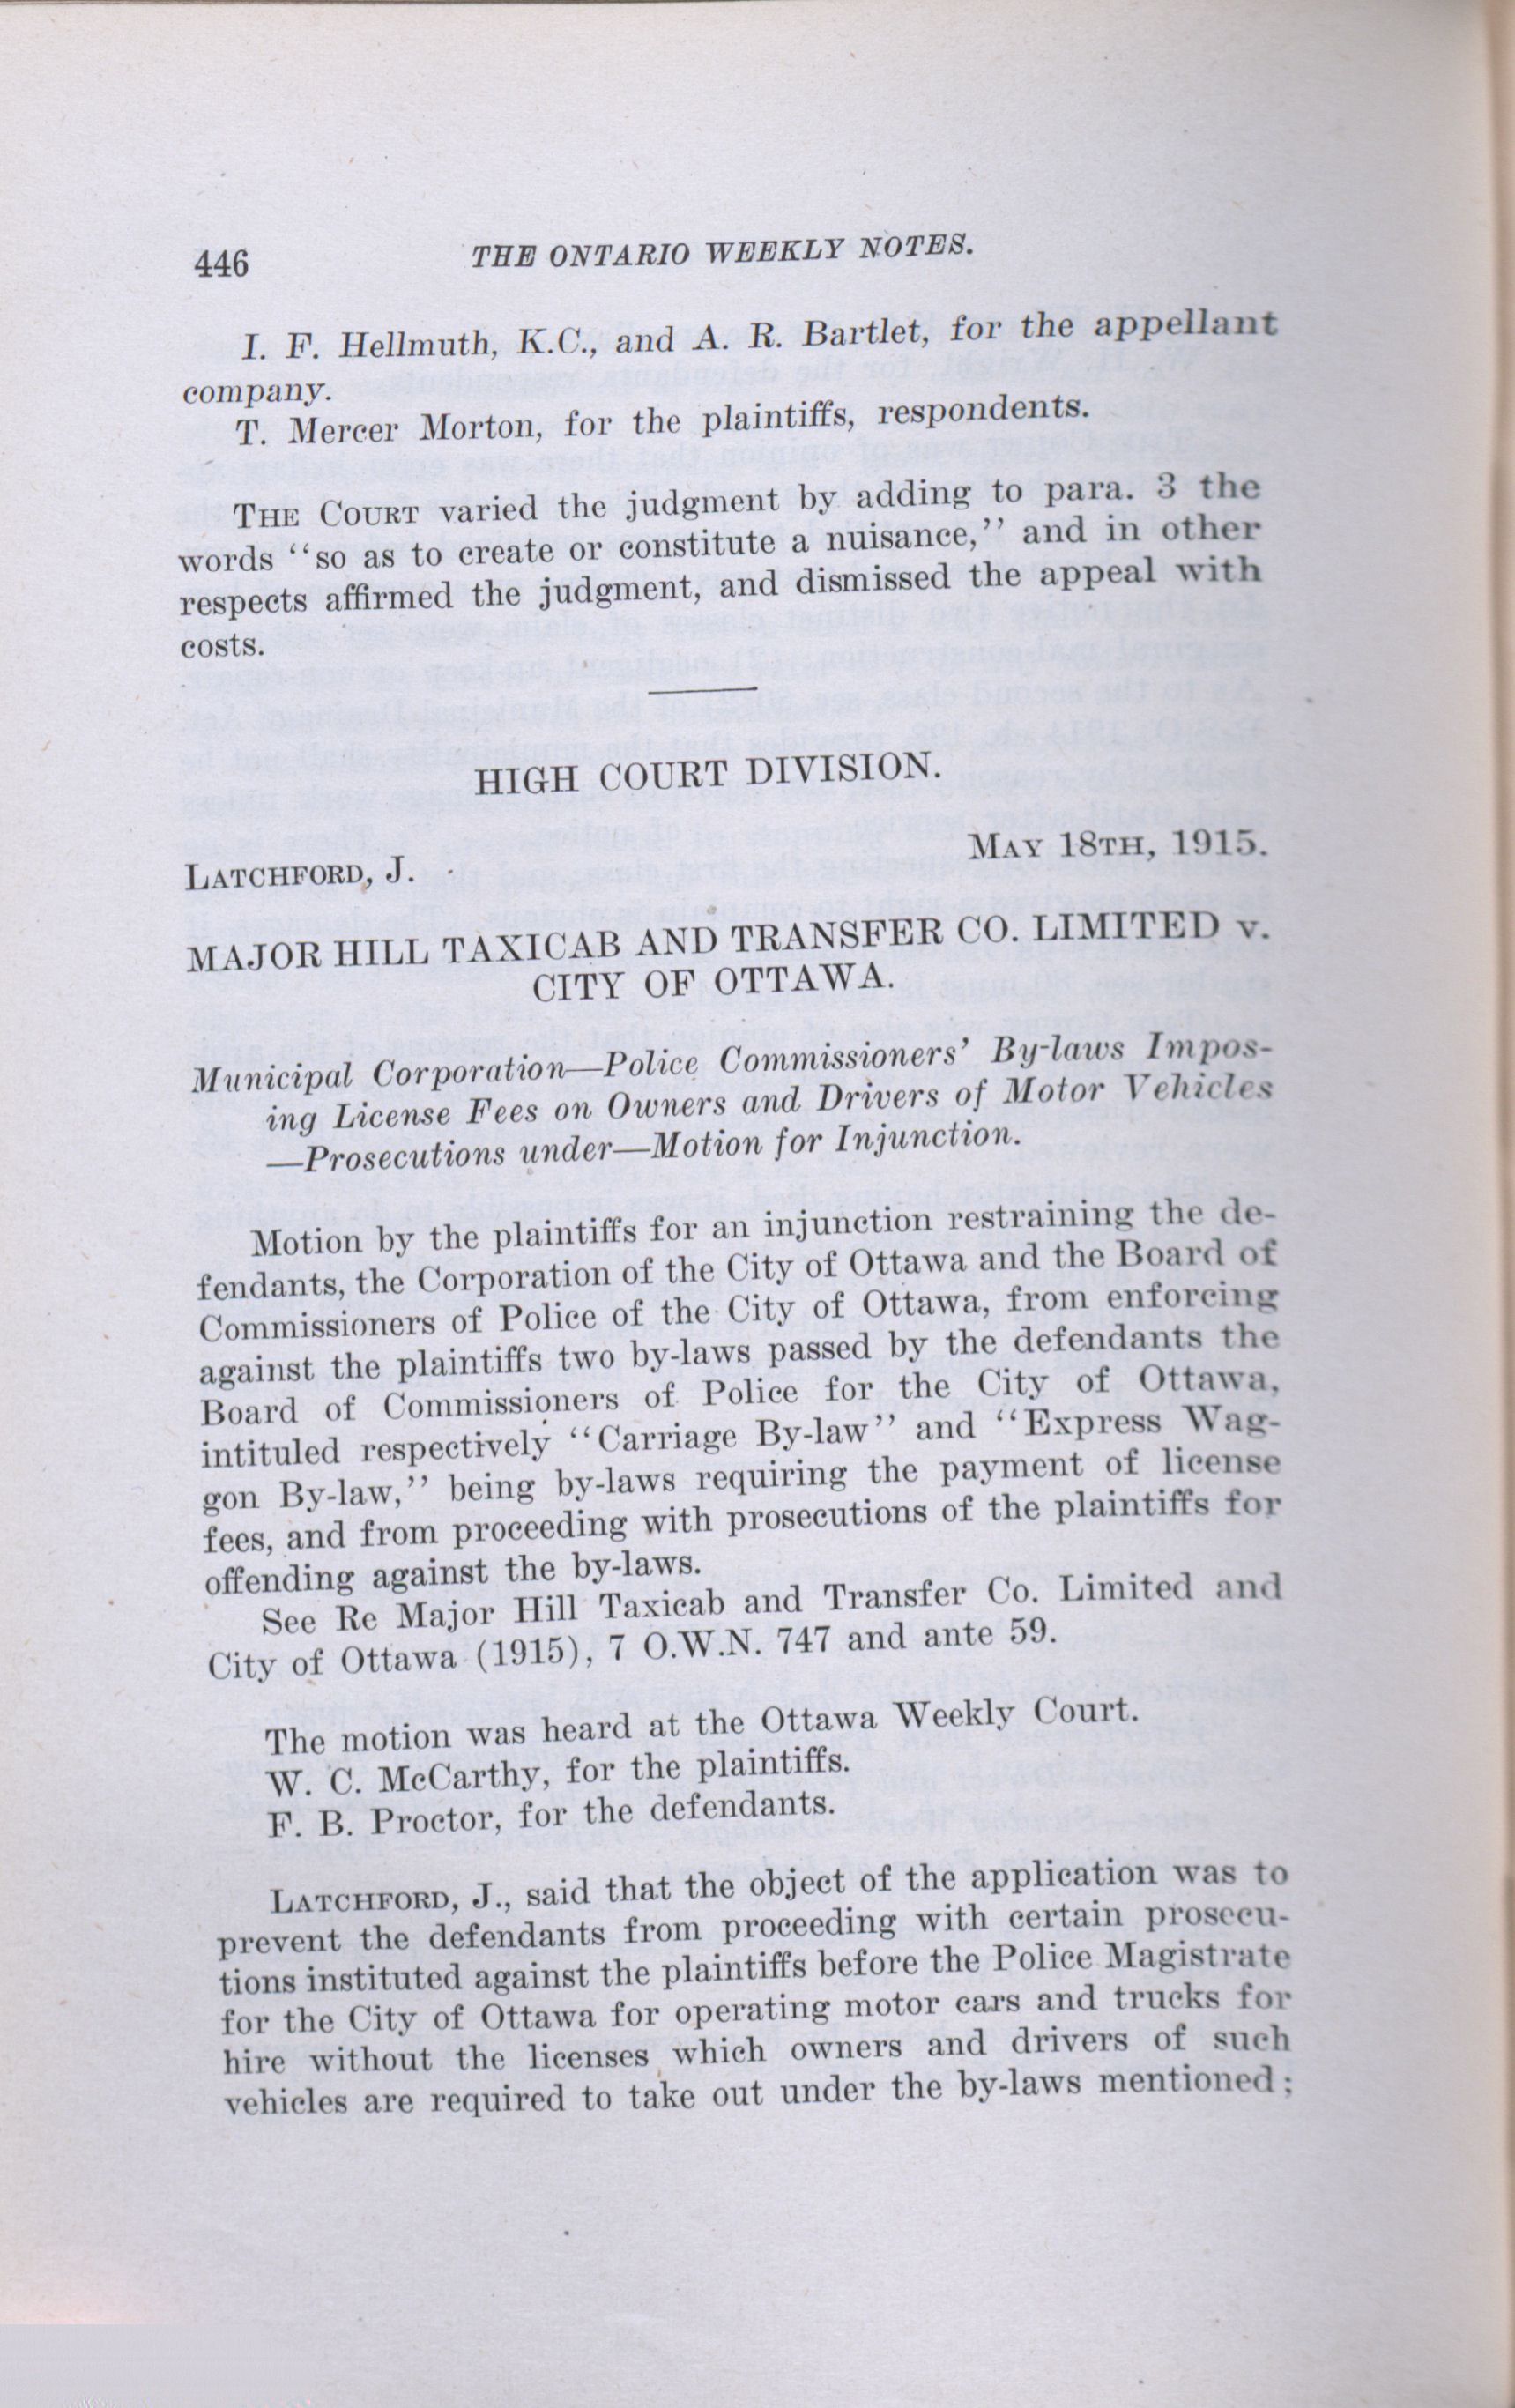 446 THE ONTARIO WEEKLY NOTES.
I. F. Hellmuth, K.C., and A. R. Bartlet, for the appellant
company.
T. Mercer Morton, for the plaintiffs, respondents.
THE COURT varied the judgment by adding to para. 3 the
words ‘‘so as to create or constitute a nuisance,’’ and in other
respects affirmed the judgment, and dismissed the appeal with
costs.
HIGH COURT DIVISION.
LATCHFORD, J. MAY 18TH, 1915.
MAJOR HILL TAXICAB AND TRANSFER CO. LIMITED v.
CITY OF OTTAWA.
Municipal Corporation—Police Commissioners’ By-laws Impos-
ing License Fees on Owners and Drivers of Motor Vehicles
—Prosecutions under—Motion for Injunction.
Motion by the plaintiffs for an injunction restraining the de-
fendants, the Corporation of the City of Ottawa and the Board of
Commissioners of Police of the City of Ottawa, from enforcing
against the plaintiffs two by-laws passed by the defendants the
Board of Commissioners of Police for the City of Ottawa,
intituled respectively ‘‘Carriage By-law’’ and ‘‘Express Wag-
gon By-law,’’ being by-laws requiring the payment of license
fees, and from proceeding with prosecutions of the plaintiffs for
offending against the by-laws.
See Re Major Hill Taxicab and Transfer Co. Limited and
City of Ottawa (1915), 7 O.W.N. 747 and ante 59.
The motion was heard at the Ottawa Weekly Court.
W. C. McCarthy, for the plaintiffs.
F. B. Proctor, for the defendants.
LATCHFORD, J., said that the object of the application was to
prevent the defendants from proceeding with certain prosecu-
tions instituted against the plaintiffs before the Police Magistrate
for the City of Ottawa for operating motor cars and trucks for
hire without the licenses which owners and drivers of such
vehicles are required to take out under the by-laws mentioned;